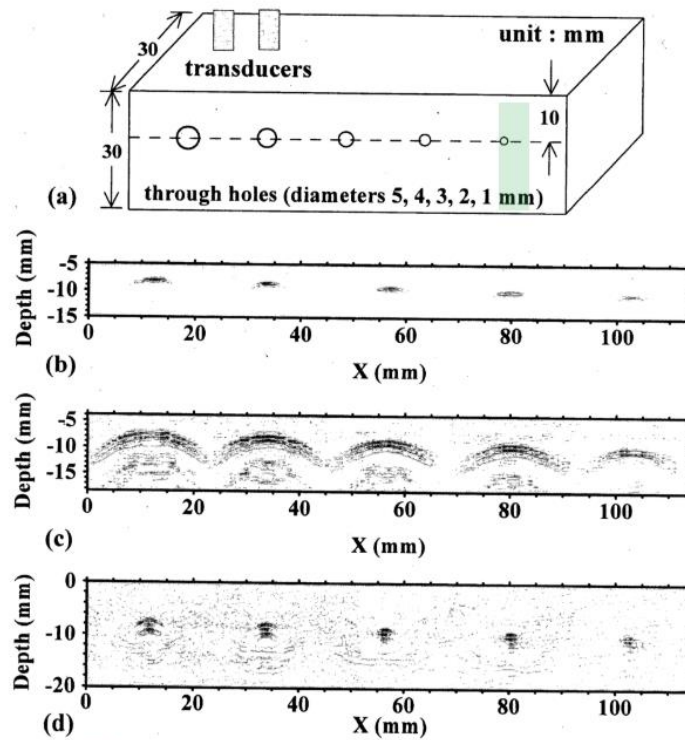 30
unit : mm
transducers
10
30
(a)
through holes (diameters 5, 4, 3, 2, 1 mm)
Depth (mm)
-5
-10
-15
0 20 40 60 80 100
(b)
X (mm)
Depth (mm)
-5
-10
-15
0 20 40 60 80 100
(c)
X (mm)
Depth (mm)
0
-10
-20
0 20 40 60 80 100
(d)
X (mm)